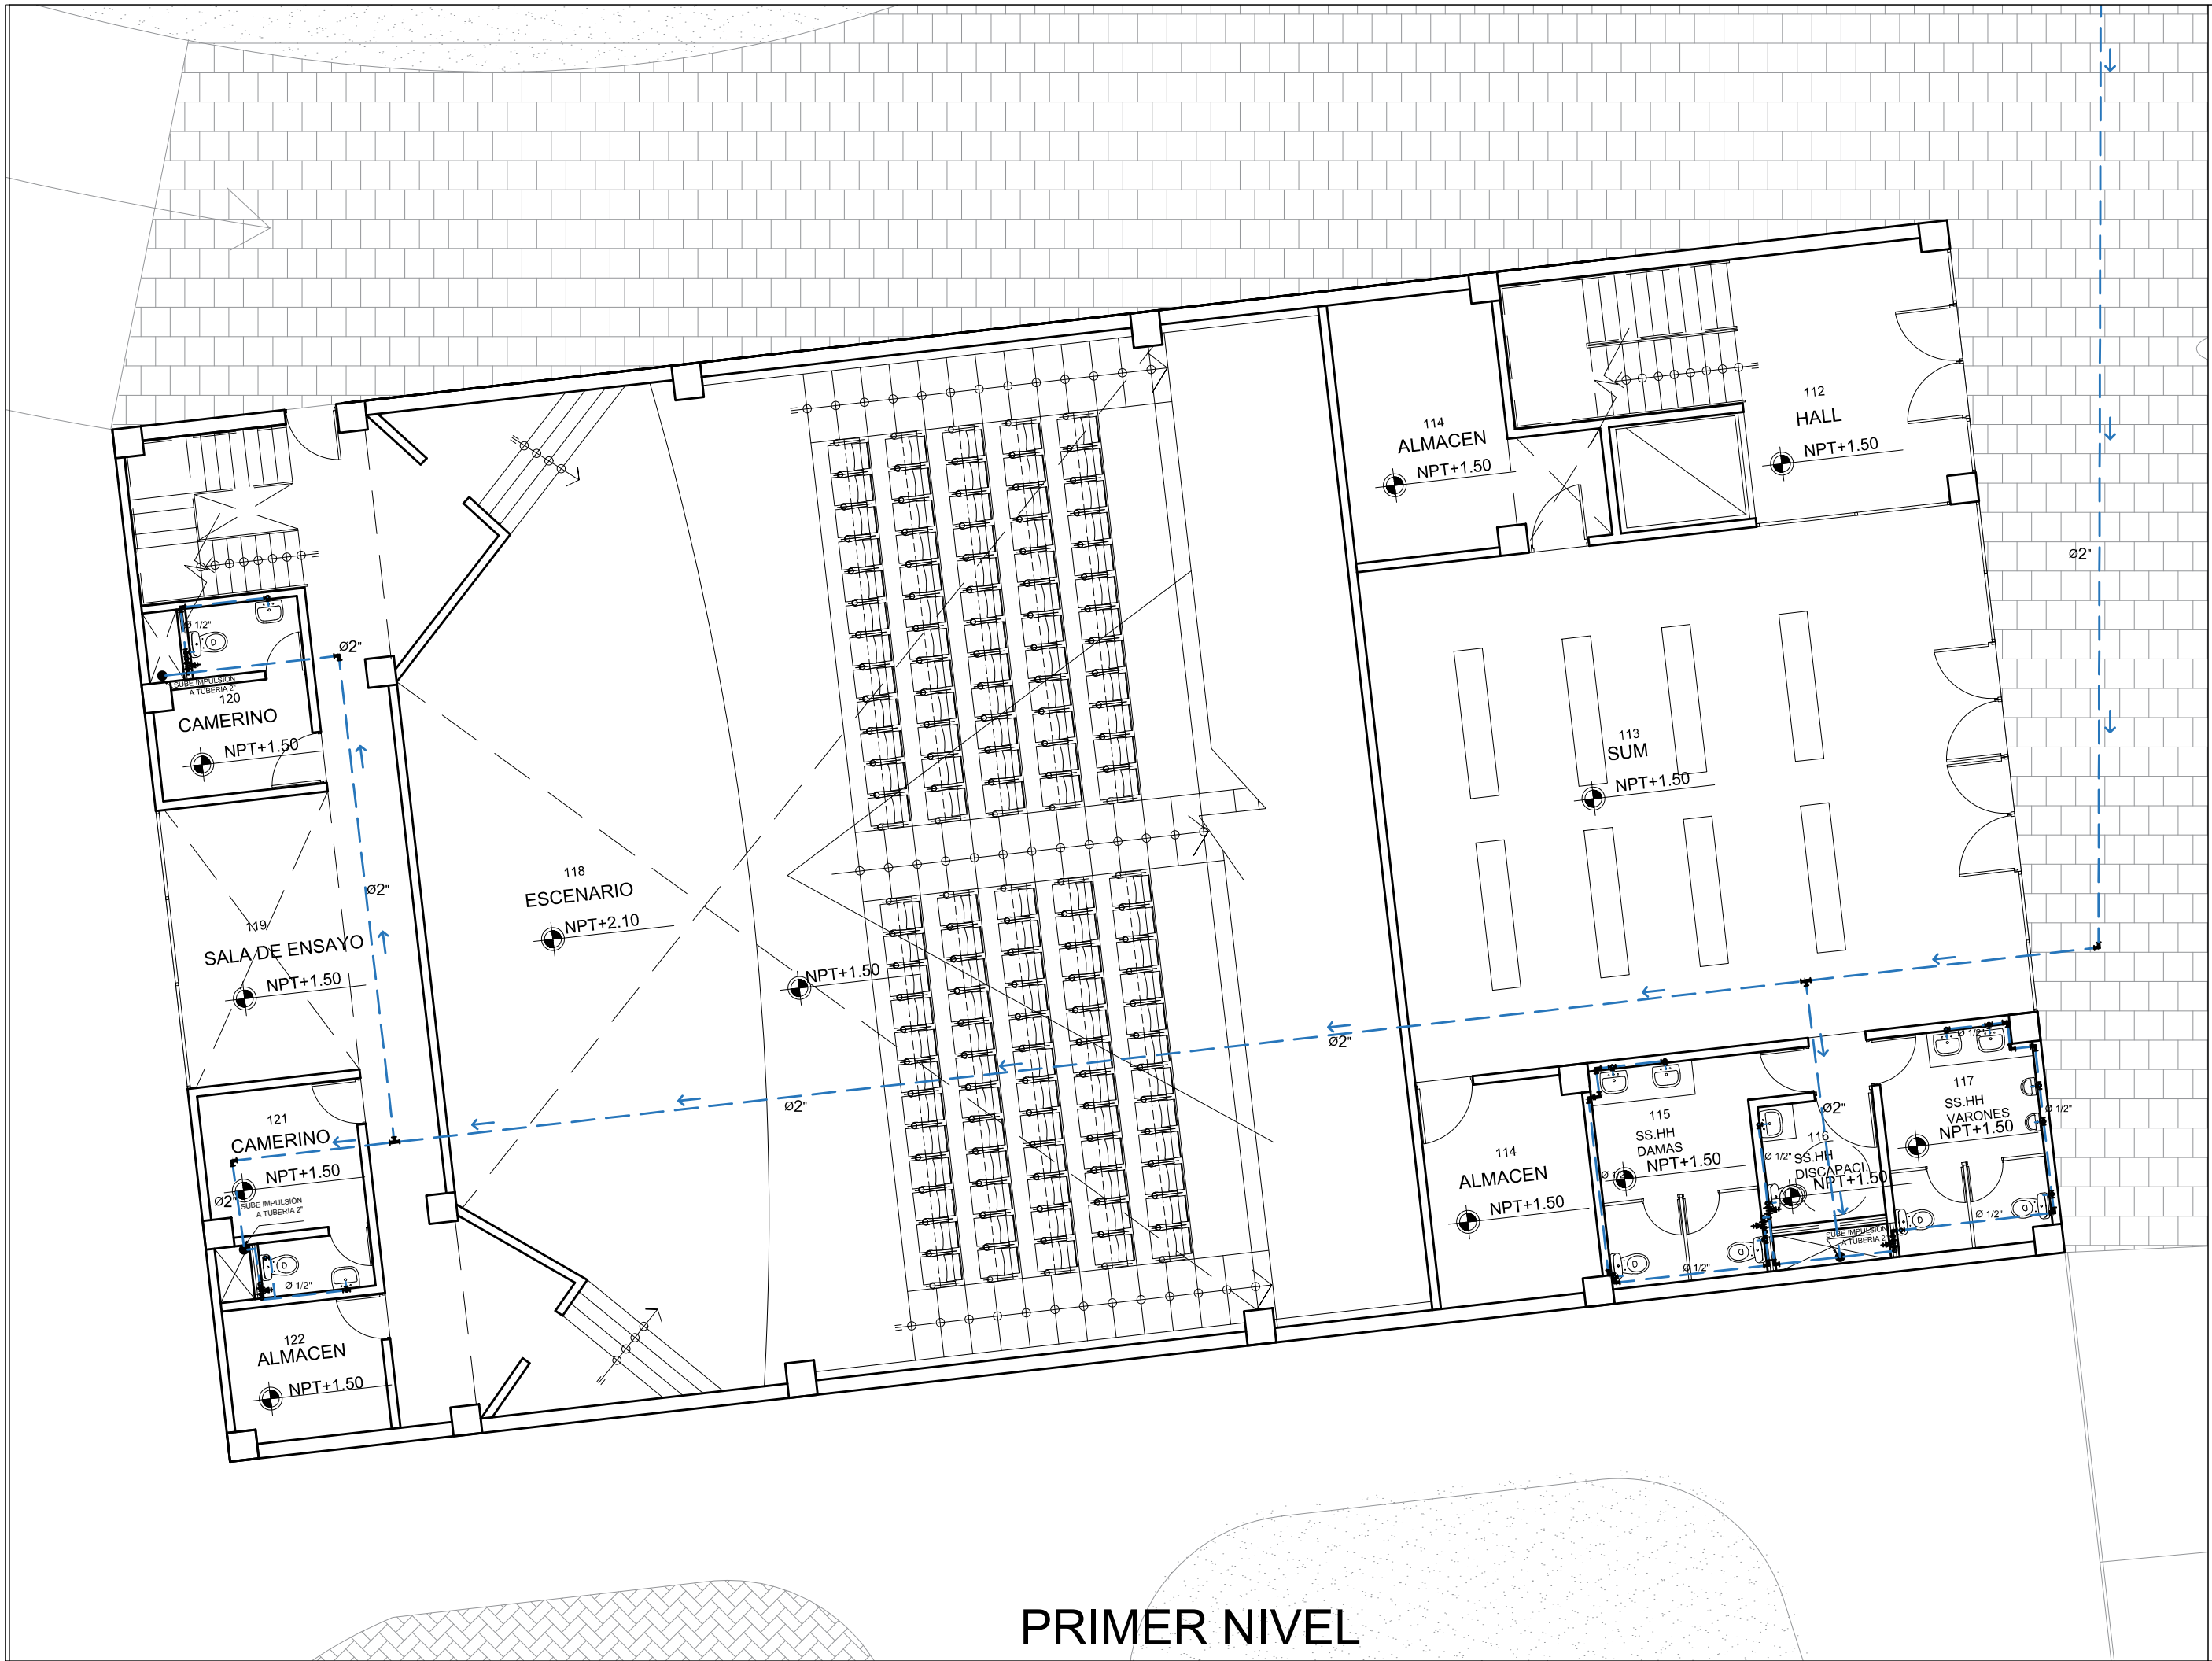 Ø2"
112
HALL
NPT+1.50
114
ALMACEN
NPT+1.50
Ø 1/2"
Ø2"
SUBE IMPULSIÓN
A TUBERIA 2"
120
CAMERINO
NPT+1.50
113
SUM
NPT+1.50
118
ESCENARIO
NPT+2.10
Ø2"
119
SALA DE ENSAYO
NPT+1.50
NPT+1.50
Ø2"
Ø2"
121
CAMERINO
NPT+1.50
Ø2"
SUBE IMPULSIÓN
A TUBERIA 2"
Ø 1/2"
122
ALMACEN
NPT+1.50
114
ALMACEN
NPT+1.50
115
SS.HH
DAMAS
NPT+1.50
Ø 1/2"
Ø2"
116
SS.HH
DISCAPACI.
NPT+1.50
Ø 1/2"
SUBE IMPULSIÓN
A TUBERIA 2"
Ø 1/2"
117
SS.HH
VARONES
NPT+1.50
Ø 1/2"
Ø 1/2"
PRIMER NIVEL